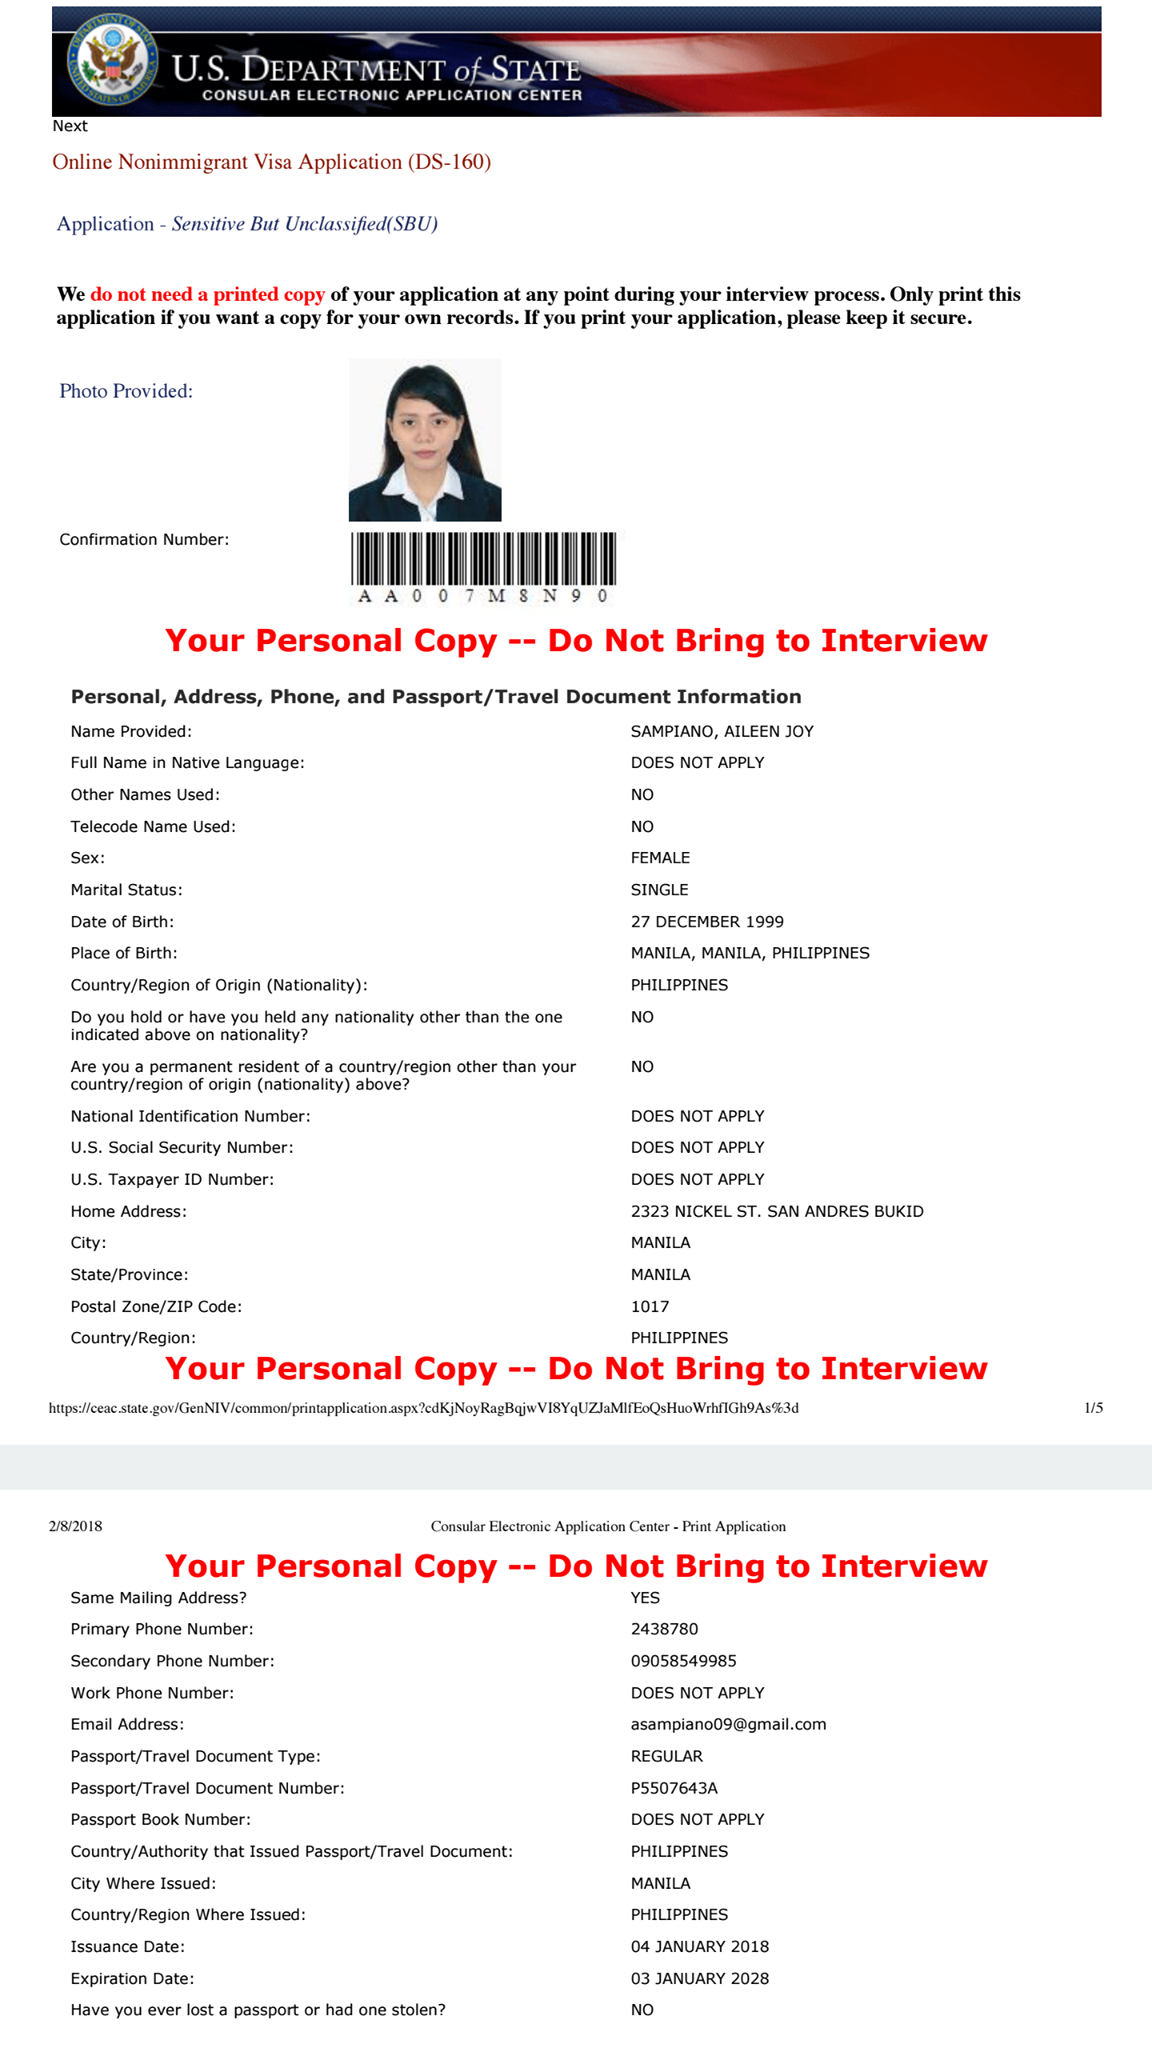 U.S. DEPARTMENT of STATE
CONSULAR ELECTRONIC APPLICATION CENTER
Next
Online Nonimmigrant Visa Application (DS-160)
Application - Sensitive But Unclassified(SBU)
We do not need a printed copy of your application at any point during your interview process. Only print this
application if you want a copy for your own records. If you print your application, please keep it secure.
Photo Provided:
Confirmation Number:
AA007M8N90
Your Personal Copy -- Do Not Bring to Interview
Personal, Address, Phone, and Passport/Travel Document Information
Name Provided: SAMPIANO, AILEEN JOY
Full Name in Native Language: DOES NOT APPLY
Other Names Used: NO
Telecode Name Used: NO
Sex: FEMALE
Marital Status: SINGLE
Date of Birth: 27 DECEMBER 1999
Place of Birth: MANILA, MANILA, PHILIPPINES
Country/Region of Origin (Nationality): PHILIPPINES
Do you hold or have you held any nationality other than the one NO
indicated above on nationality?
Are you a permanent resident of a country/region other than your NO
country/region of origin (nationality) above?
National Identification Number: DOES NOT APPLY
U.S. Social Security Number: DOES NOT APPLY
U.S. Taxpayer ID Number: DOES NOT APPLY
Home Address: 2323 NICKEL ST. SAN ANDRES BUKID
City: MANILA
State/Province: MANILA
Postal Zone/ZIP Code: 1017
Country/Region: PHILIPPINES
Your Personal Copy -- Do Not Bring to Interview
https://ceac.state.gov/GenNIV/common/printapplication.aspx?cdKjNoyRagBqjwVI8YqUZJaMlfEoQsHuoWrhfIGh9As%3d 1/5
2/8/2018 Consular Electronic Application Center - Print Application
Your Personal Copy -- Do Not Bring to Interview
Same Mailing Address? YES
Primary Phone Number: 2438780
Secondary Phone Number: 09058549985
Work Phone Number: DOES NOT APPLY
Email Address: asampiano09@gmail.com
Passport/Travel Document Type: REGULAR
Passport/Travel Document Number: P5507643A
Passport Book Number: DOES NOT APPLY
Country/Authority that Issued Passport/Travel Document: PHILIPPINES
City Where Issued: MANILA
Country/Region Where Issued: PHILIPPINES
Issuance Date: 04 JANUARY 2018
Expiration Date: 03 JANUARY 2028
Have you ever lost a passport or had one stolen? NO